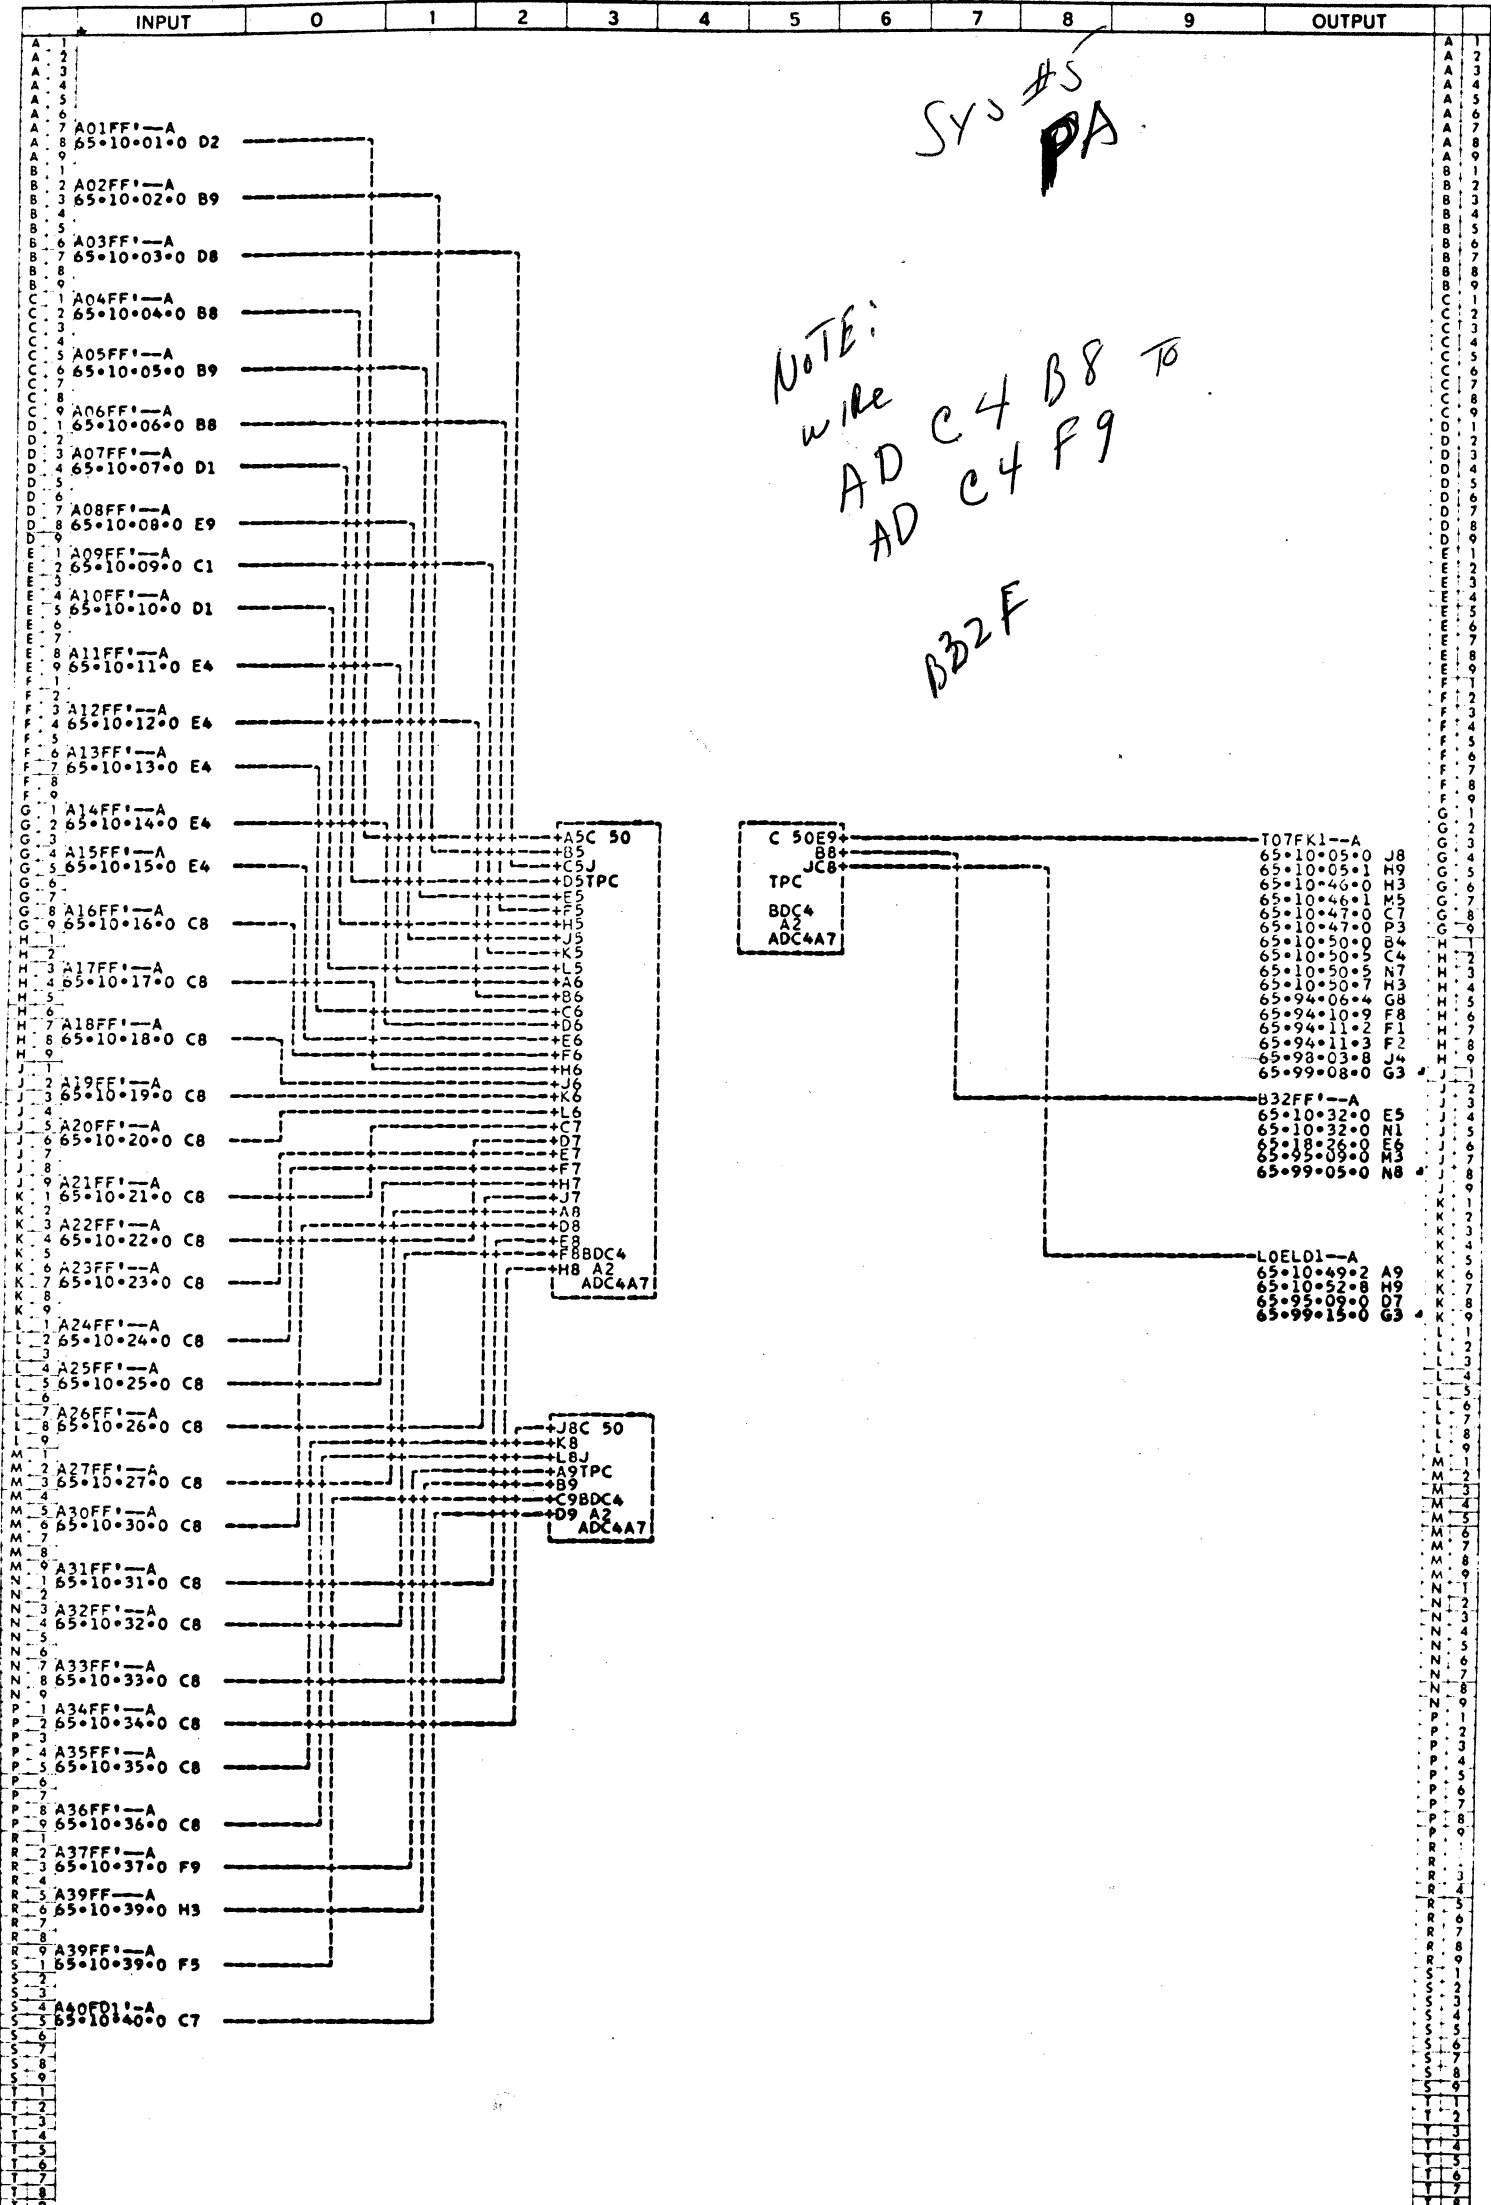 INPUT 0 1 2 3 4 5 6 7 8 9 OUTPUT
Sys #5
PA
NOTE:
wire
AD C4 B8 TO
AD C4 F9
B32F
A01FF'—A
65•10•01•0 D2
A02FF'—A
65•10•02•0 B9
A03FF'—A
65•10•03•0 D8
A04FF'—A
65•10•04•0 B8
A05FF'—A
65•10•05•0 B9
A06FF'—A
65•10•06•0 B8
A07FF'—A
65•10•07•0 D1
A08FF'—A
65•10•08•0 E9
A09FF'—A
65•10•09•0 C1
A10FF'—A
65•10•10•0 D1
A11FF'—A
65•10•11•0 E4
A12FF'—A
65•10•12•0 E4
A13FF'—A
65•10•13•0 E4
A14FF'—A
65•10•14•0 E4
A15FF'—A
65•10•15•0 E4
A16FF'—A
65•10•16•0 C8
A17FF'—A
65•10•17•0 C8
A18FF'—A
65•10•18•0 C8
A19FF'—A
65•10•19•0 C8
A20FF'—A
65•10•20•0 C8
A21FF'—A
65•10•21•0 C8
A22FF'—A
65•10•22•0 C8
A23FF'—A
65•10•23•0 C8
A24FF'—A
65•10•24•0 C8
A25FF'—A
65•10•25•0 C8
A26FF'—A
65•10•26•0 C8
A27FF'—A
65•10•27•0 C8
A30FF'—A
65•10•30•0 C8
A31FF'—A
65•10•31•0 C8
A32FF'—A
65•10•32•0 C8
A33FF'—A
65•10•33•0 C8
A34FF'—A
65•10•34•0 C8
A35FF'—A
65•10•35•0 C8
A36FF'—A
65•10•36•0 C8
A37FF'—A
65•10•37•0 F9
A39FF——A
65•10•39•0 H3
A39FF'—A
65•10•39•0 F5
A40FD1'-A
65•10•40•0 C7
A5C 50
B5
C5J
D5TPC
E5
F5
H5
J5
K5
L5
A6
B6
C6
D6
E6
F6
H6
J6
K6
L6
C7
D7
E7
F7
H7
J7
A8
D8
E8
F8BDC4
H8 A2
ADC4A7
J8C 50
K8
L8J
A9TPC
B9
C9BDC4
D9 A2
ADC4A7
C 50E9
B8
JC8
TPC
BDC4
A2
ADC4A7
T07FK1--A
65•10•05•0 J8
65•10•05•1 H9
65•10•46•0 H3
65•10•46•1 M5
65•10•47•0 C7
65•10•47•0 P3
65•10•50•0 B4
65•10•50•5 C4
65•10•50•5 N7
65•10•50•7 H3
65•94•06•4 G8
65•94•10•9 F8
65•94•11•2 F1
65•94•11•3 F2
65•98•03•8 J4
65•99•08•0 G3
B32FF'--A
65•10•32•0 E5
65•10•32•0 N1
65•18•26•0 E6
65•95•09•0 M3
65•99•05•0 N8
L0ELD1--A
65•10•49•2 A9
65•10•52•8 H9
65•95•09•0 D7
65•99•15•0 G3